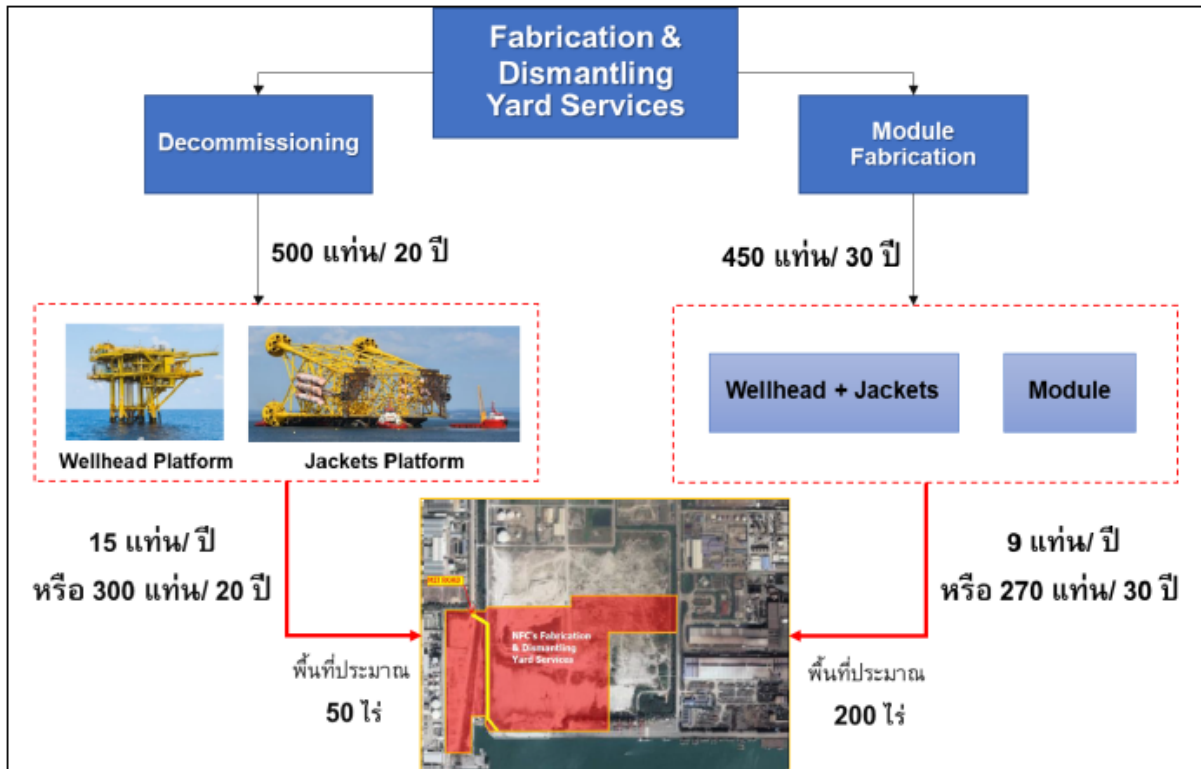 Fabrication &
Dismantling
Yard Services
Decommissioning
Module
Fabrication
500 แท่น/ 20 ปี
450 แท่น/ 30 ปี
Wellhead Platform
Jackets Platform
Wellhead + Jackets
Module
15 แท่น/ ปี
หรือ 300 แท่น/ 20 ปี
9 แท่น/ ปี
หรือ 270 แท่น/ 30 ปี
NFC's Fabrication
& Dismantling
Yard Services
พื้นที่ประมาณ
50 ไร่
พื้นที่ประมาณ
200 ไร่